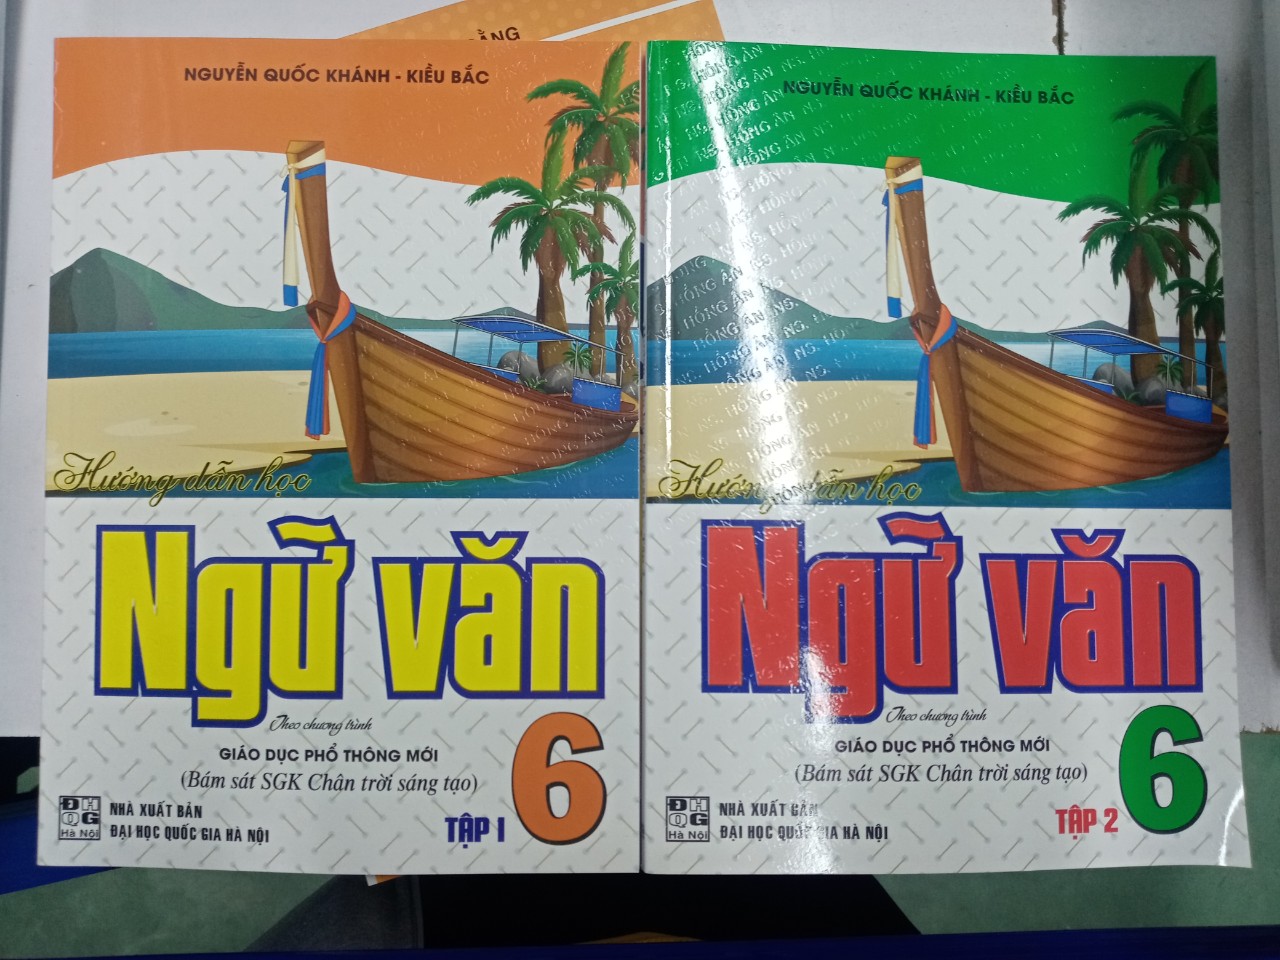 ẰNG
NGUYỄN QUỐC KHÁNH - KIỀU BẮC
Hướng dẫn học
Ngữ văn
Theo chương trình
GIÁO DỤC PHỔ THÔNG MỚI
(Bám sát SGK Chân trời sáng tạo)
6
ĐHQG
Hà Nội
NHÀ XUẤT BẢN
ĐẠI HỌC QUỐC GIA HÀ NỘI
TẬP 1
NGUYỄN QUỐC KHÁNH - KIỀU BẮC
NS. HỒNG ÂN
Hướng dẫn học
Ngữ văn
Theo chương trình
GIÁO DỤC PHỔ THÔNG MỚI
(Bám sát SGK Chân trời sáng tạo)
6
ĐHQG
Hà Nội
NHÀ XUẤT BẢN
ĐẠI HỌC QUỐC GIA HÀ NỘI
TẬP 2